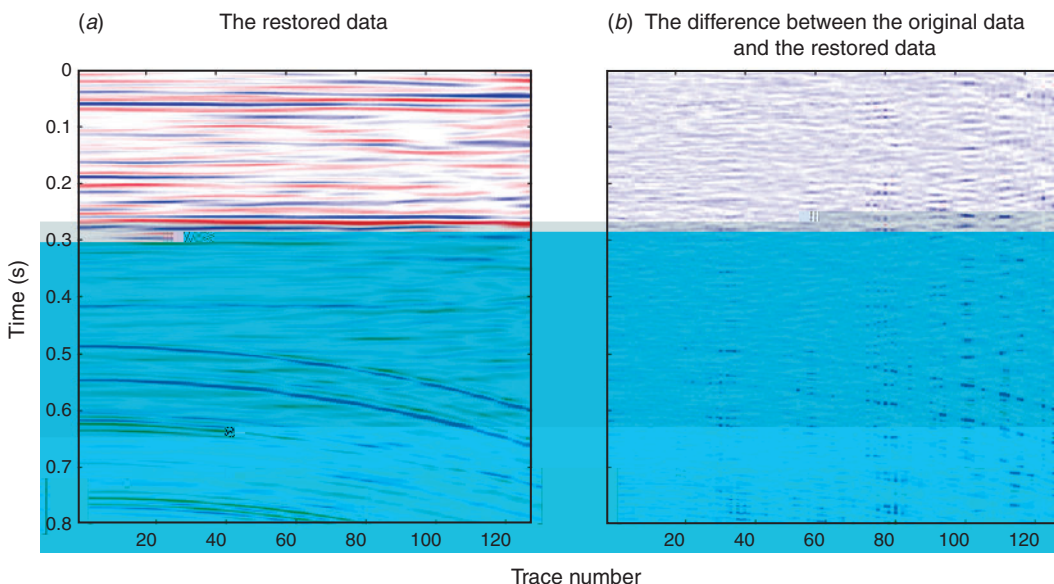 (a) The restored data
(b) The difference between the original data
and the restored data
0
0.1
0.2
0.3
0.4
0.5
0.6
0.7
0.8
Time (s)
20 40 60 80 100 120
20 40 60 80 100 120
Trace number